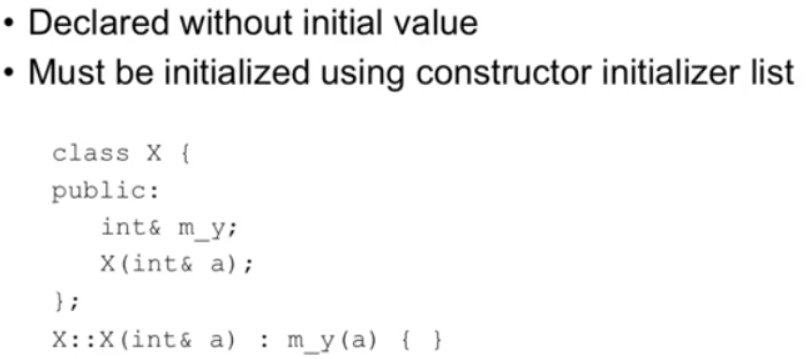 • Declared without initial value
• Must be initialized using constructor initializer list
class X {
public:
int& m_y;
X(int& a);
};
X::X(int& a) : m_y(a) { }